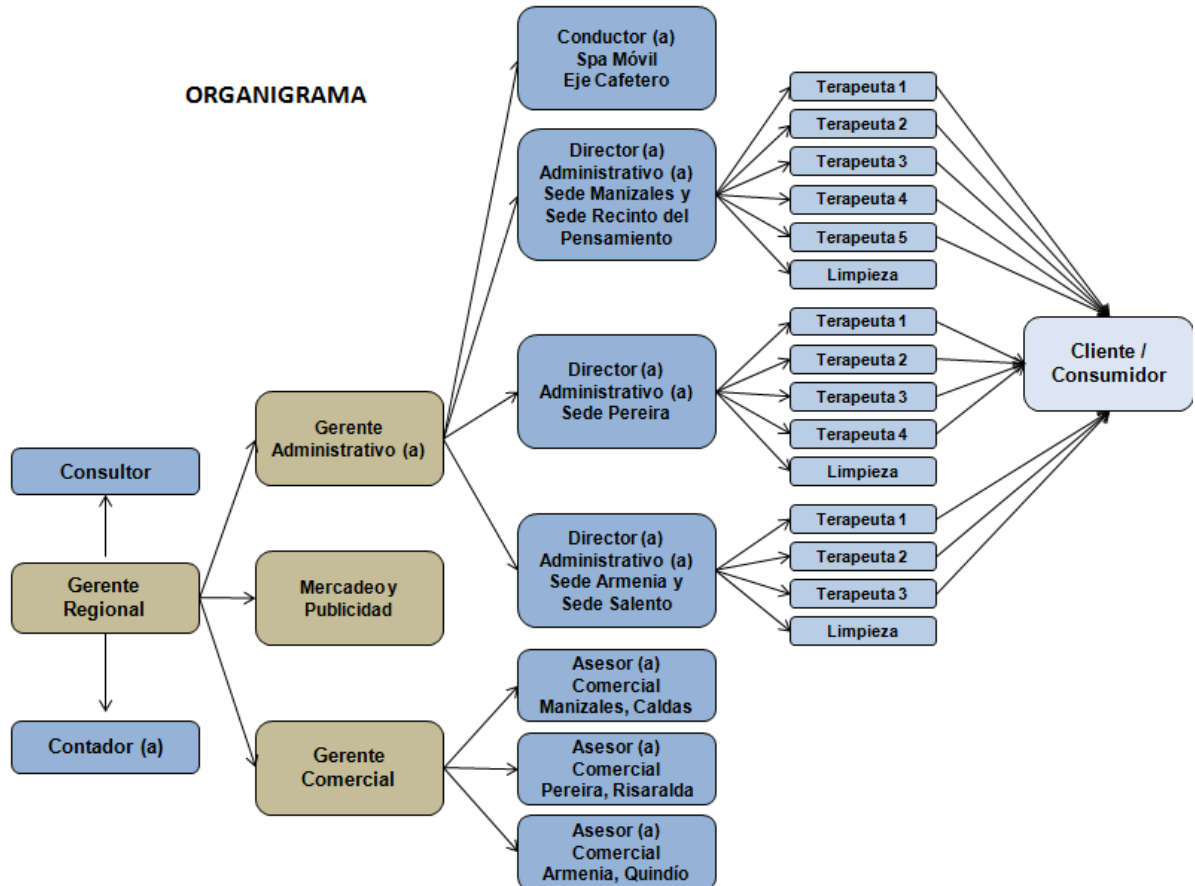 ORGANIGRAMA
Conductor (a)
Spa Móvil
Eje Cafetero
Director (a)
Administrativo (a)
Sede Manizales y
Sede Recinto del
Pensamiento
Terapeuta 1
Terapeuta 2
Terapeuta 3
Terapeuta 4
Terapeuta 5
Limpieza
Director (a)
Administrativo (a)
Sede Pereira
Terapeuta 1
Terapeuta 2
Terapeuta 3
Terapeuta 4
Limpieza
Cliente /
Consumidor
Gerente
Administrativo (a)
Consultor
Director (a)
Administrativo (a)
Sede Armenia y
Sede Salento
Terapeuta 1
Terapeuta 2
Terapeuta 3
Limpieza
Gerente
Regional
Mercadeo y
Publicidad
Contador (a)
Gerente
Comercial
Asesor (a)
Comercial
Manizales, Caldas
Asesor (a)
Comercial
Pereira, Risaralda
Asesor (a)
Comercial
Armenia, Quindío